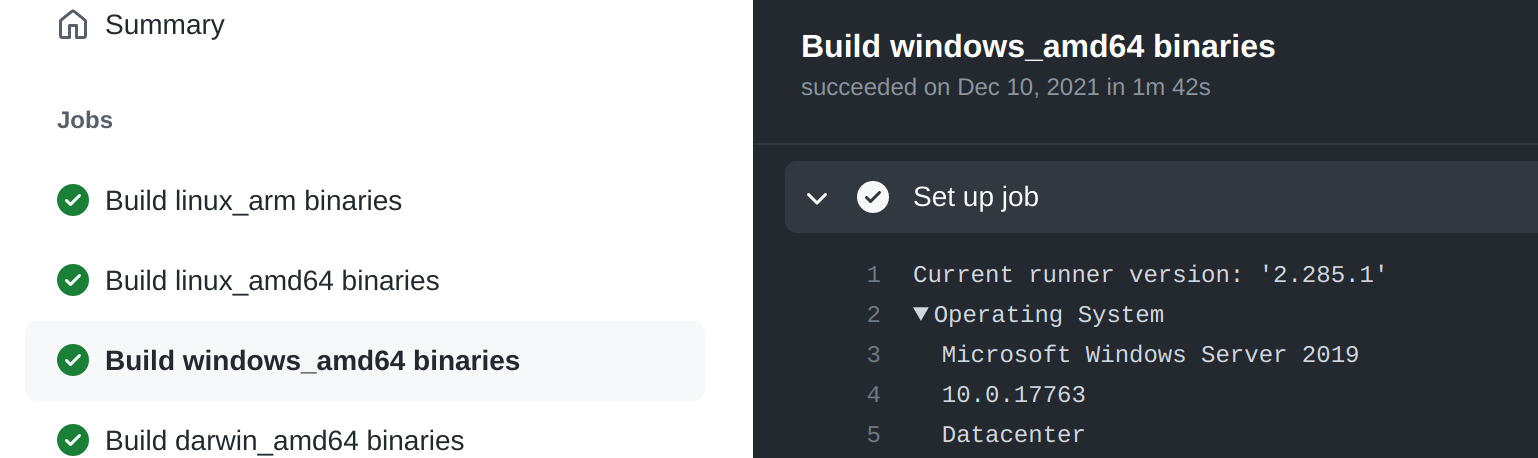 Summary
Jobs
Build linux_arm binaries
Build linux_amd64 binaries
Build windows_amd64 binaries
Build darwin_amd64 binaries
Build windows_amd64 binaries
succeeded on Dec 10, 2021 in 1m 42s
Set up job
1 Current runner version: '2.285.1'
2 ▼Operating System
3 Microsoft Windows Server 2019
4 10.0.17763
5 Datacenter